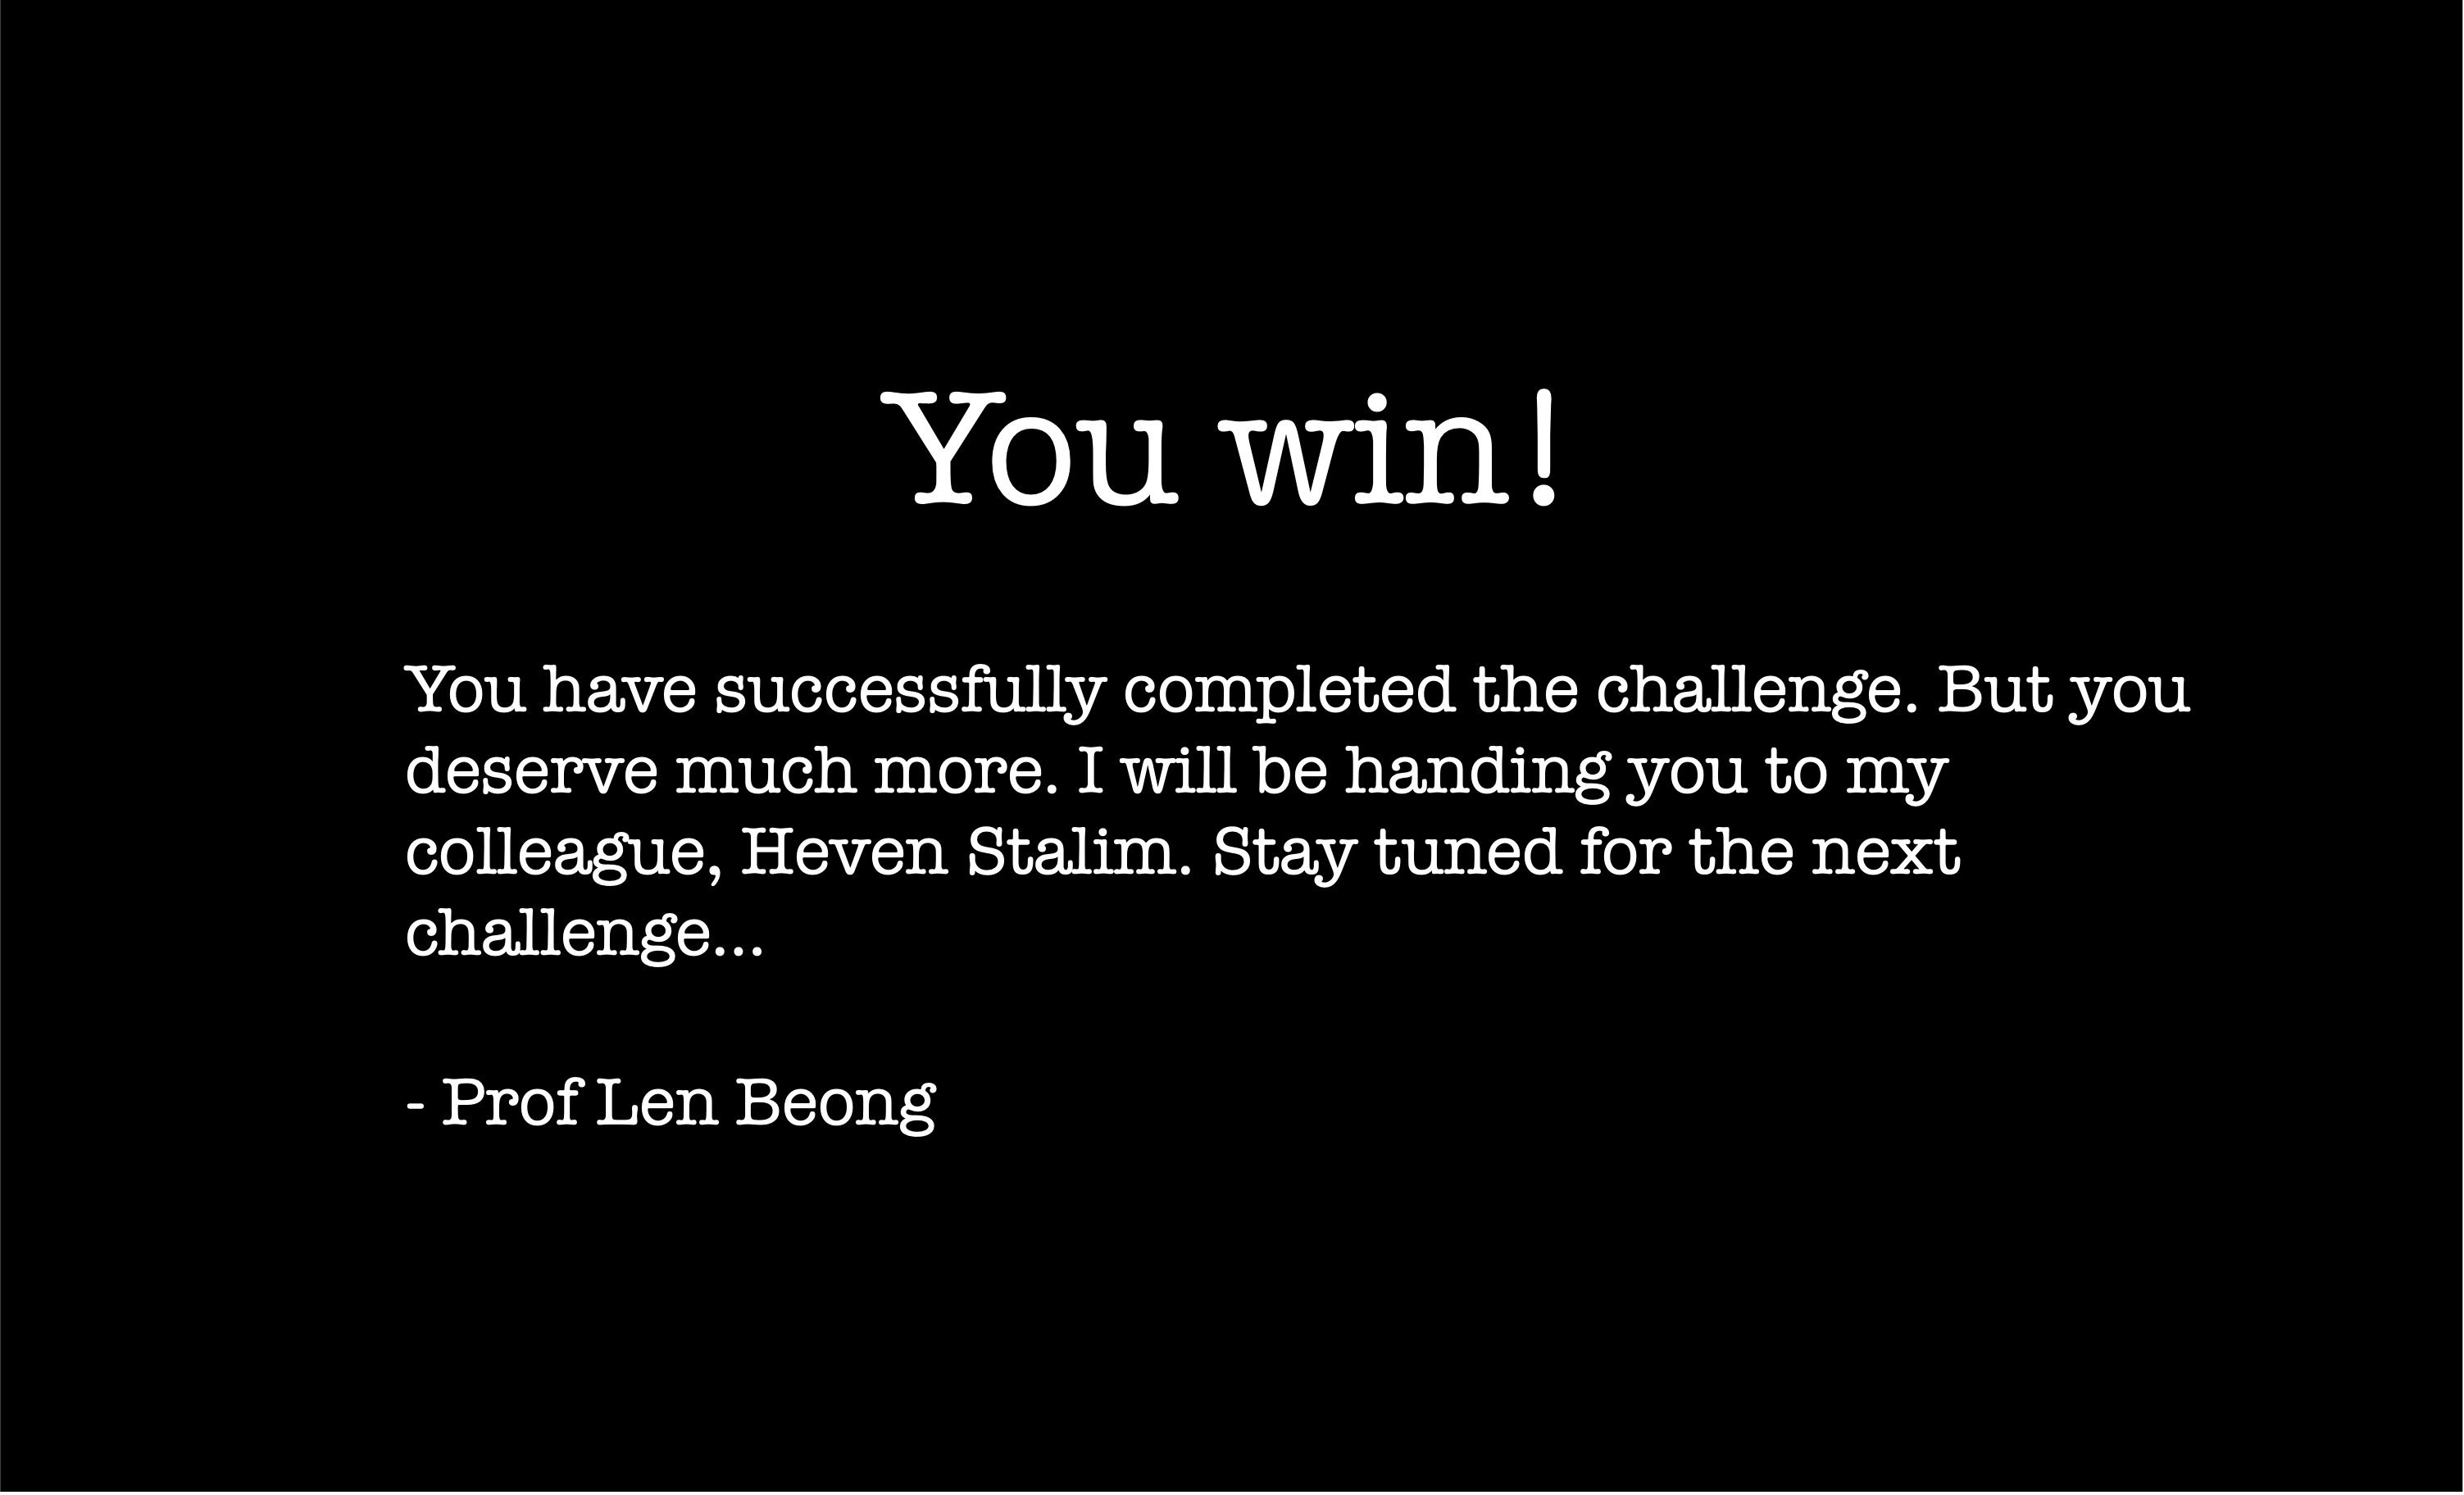 You win!
You have successfully completed the challenge. But you
deserve much more. I will be handing you to my
colleague, Heven Stalim. Stay tuned for the next
challenge...
- Prof Len Beong